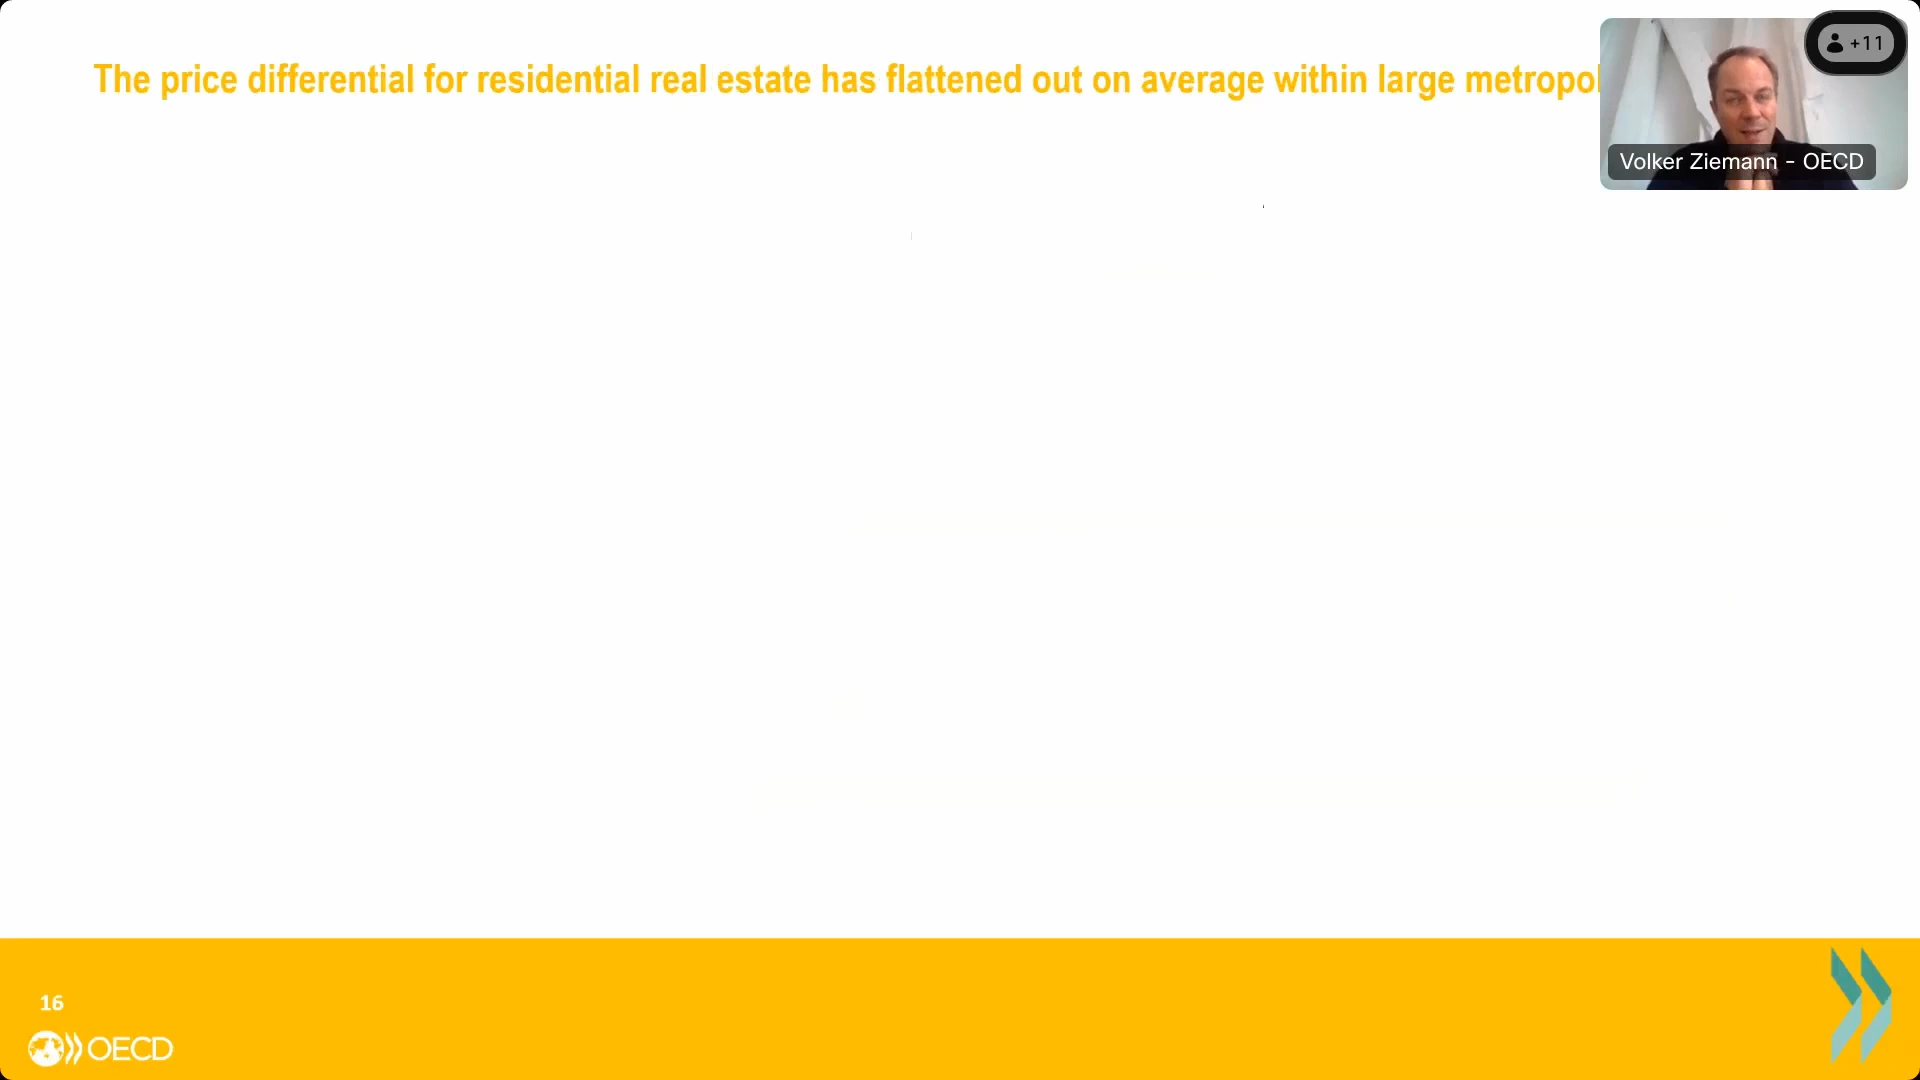 The price differential for residential real estate has flattened out on average within large metropol
+11
Volker Ziemann - OECD
16
OECD